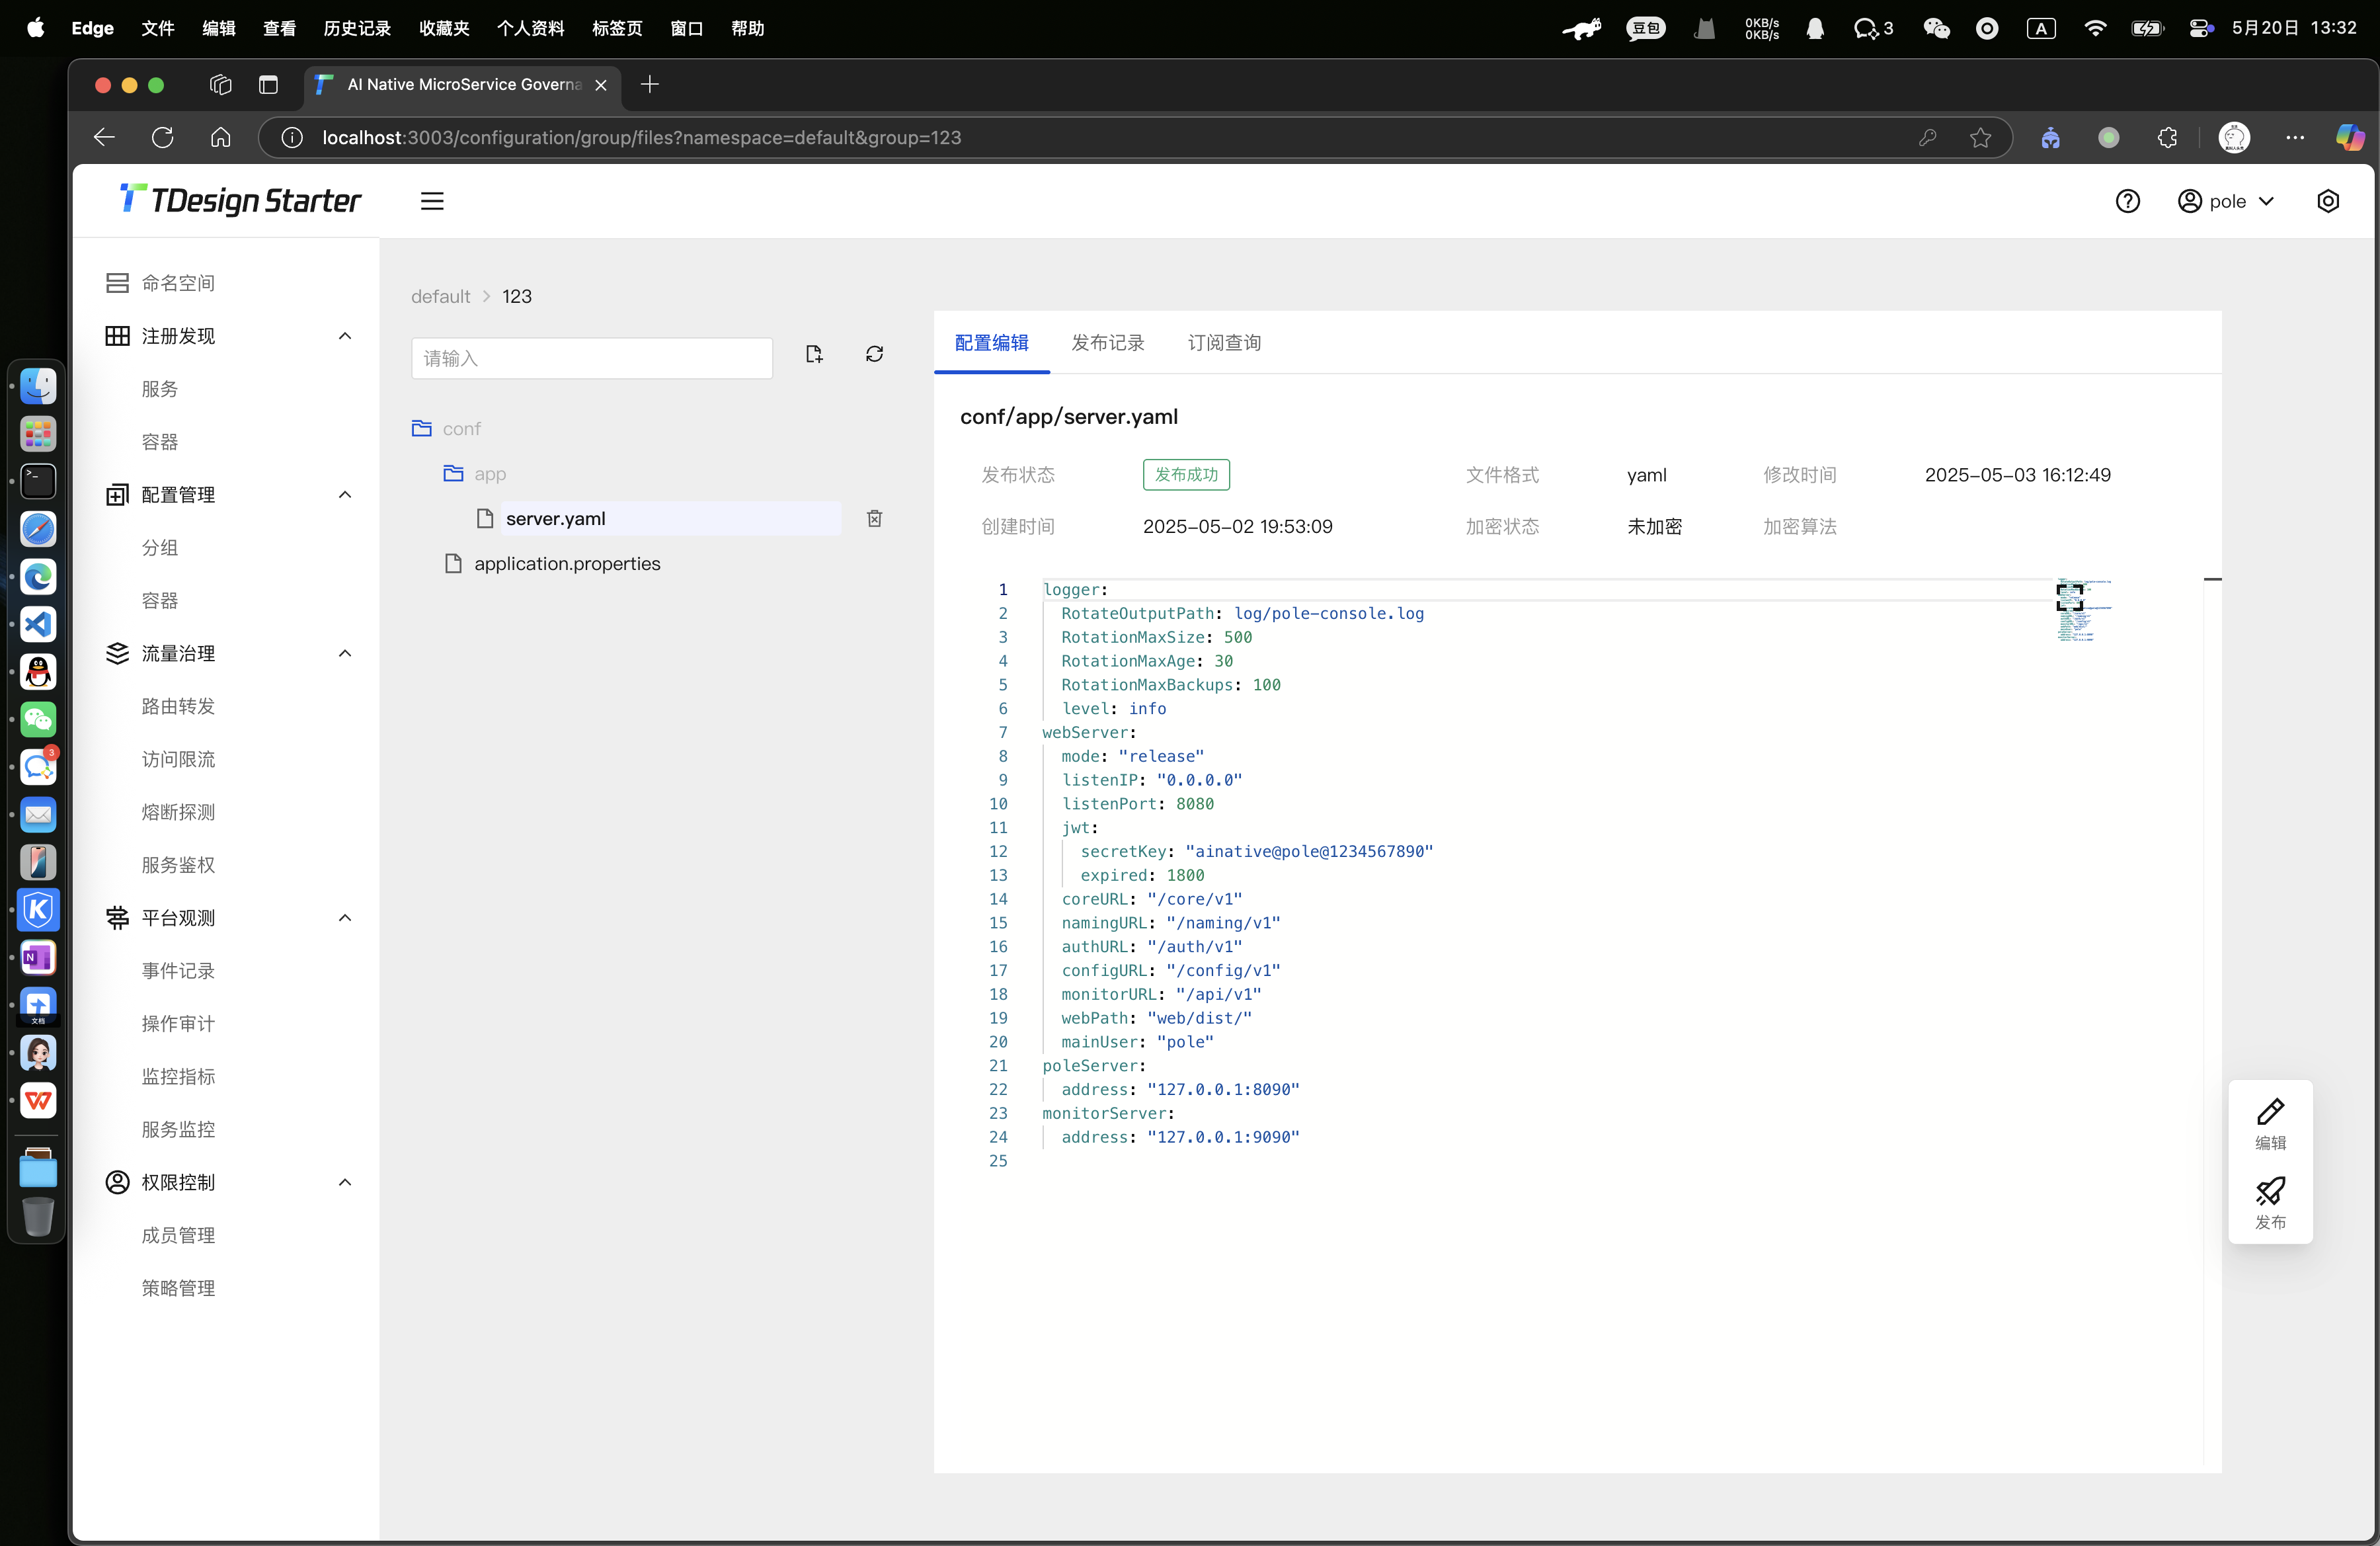 Edge 文件 编辑 查看 历史记录 收藏夹 个人资料 标签页 窗口 帮助
豆包 0KB/s 0KB/s 3 A 5月20日 13:32
AI Native MicroService Governa
localhost:3003/configuration/group/files?namespace=default&group=123
TDesign Starter
pole
命名空间
注册发现
服务
容器
配置管理
分组
容器
流量治理
路由转发
访问限流
熔断探测
服务鉴权
平台观测
事件记录
操作审计
监控指标
服务监控
权限控制
成员管理
策略管理
3
文档
default > 123
请输入
conf
app
server.yaml
application.properties
配置编辑 发布记录 订阅查询
conf/app/server.yaml
发布状态 发布成功 文件格式 yaml 修改时间 2025-05-03 16:12:49
创建时间 2025-05-02 19:53:09 加密状态 未加密 加密算法
1 logger:
2 RotateOutputPath: log/pole-console.log
3 RotationMaxSize: 500
4 RotationMaxAge: 30
5 RotationMaxBackups: 100
6 level: info
7 webServer:
8 mode: "release"
9 listenIP: "0.0.0.0"
10 listenPort: 8080
11 jwt:
12 secretKey: "ainative@pole@1234567890"
13 expired: 1800
14 coreURL: "/core/v1"
15 namingURL: "/naming/v1"
16 authURL: "/auth/v1"
17 configURL: "/config/v1"
18 monitorURL: "/api/v1"
19 webPath: "web/dist/"
20 mainUser: "pole"
21 poleServer:
22 address: "127.0.0.1:8090"
23 monitorServer:
24 address: "127.0.0.1:9090"
25
编辑
发布